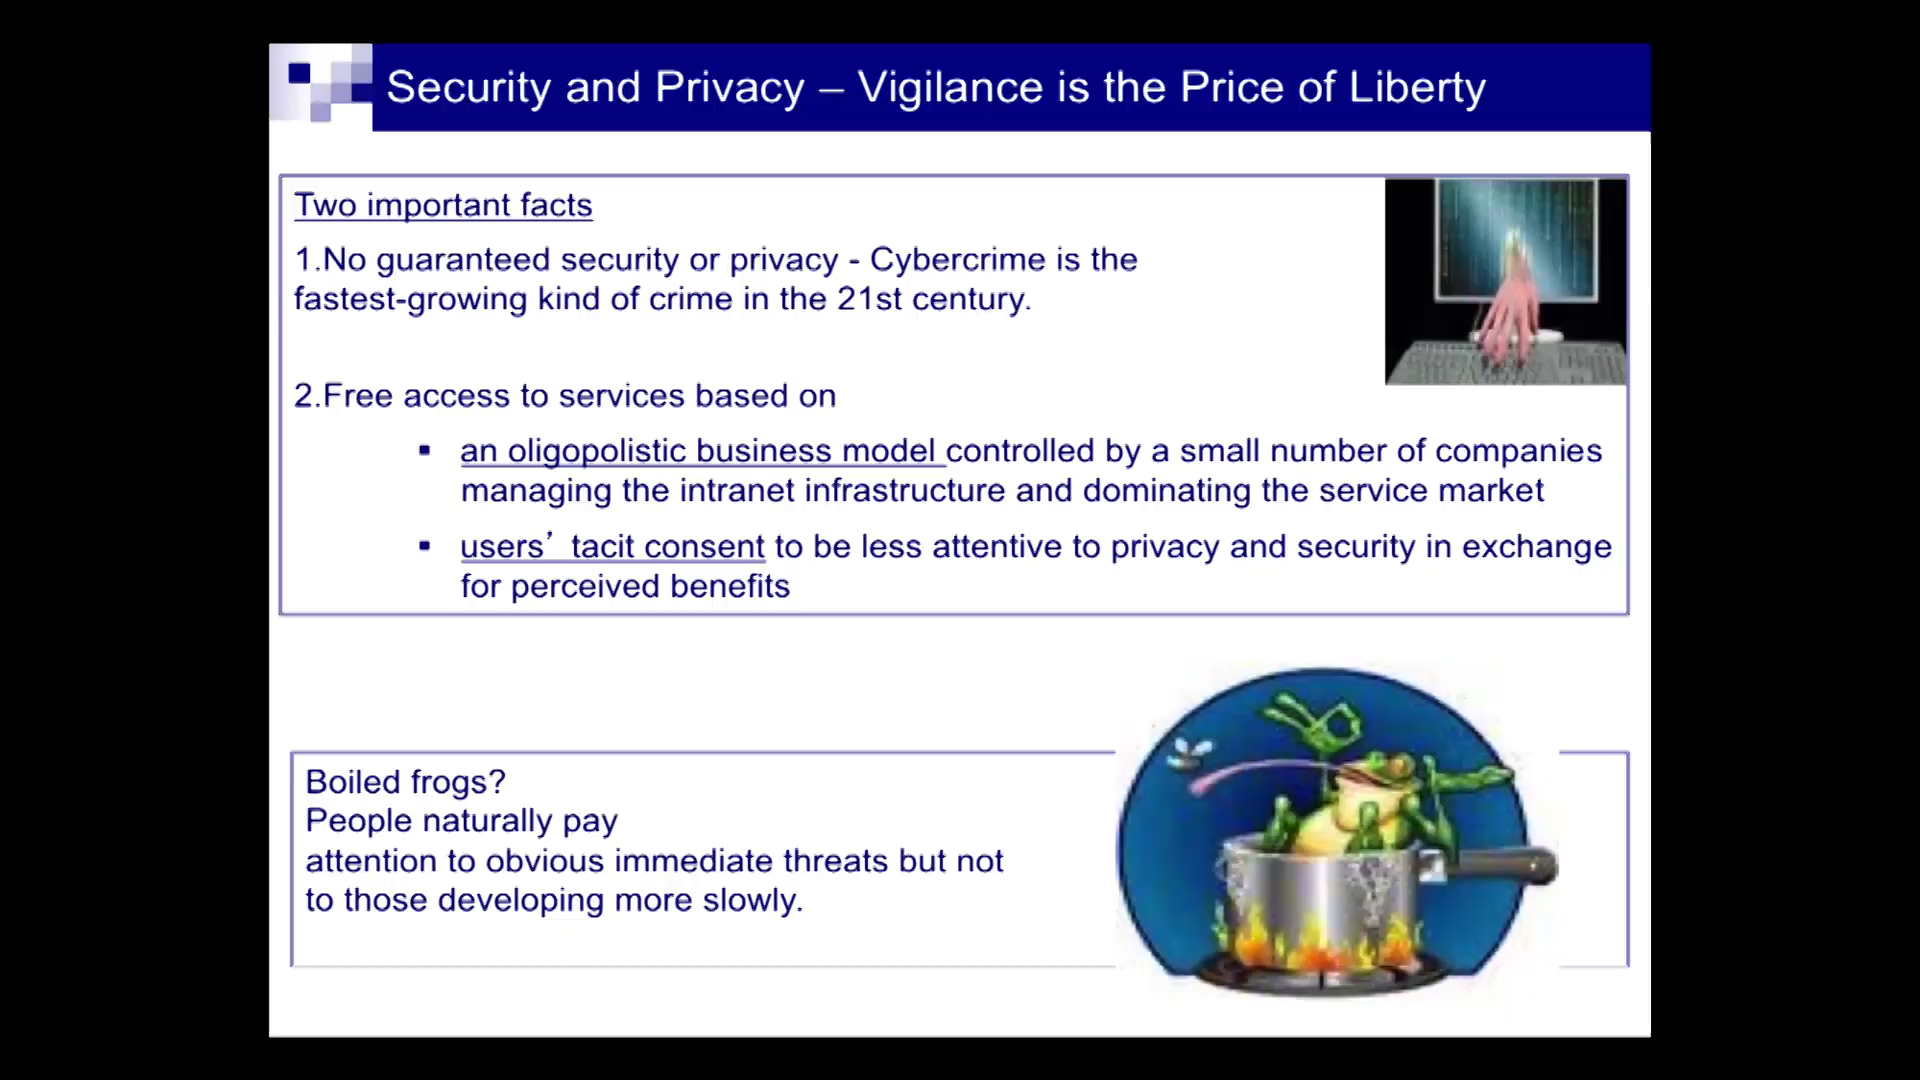 Security and Privacy – Vigilance is the Price of Liberty
Two important facts
1.No guaranteed security or privacy - Cybercrime is the
fastest-growing kind of crime in the 21st century.
2.Free access to services based on
▪ an oligopolistic business model controlled by a small number of companies
managing the intranet infrastructure and dominating the service market
▪ users’ tacit consent to be less attentive to privacy and security in exchange
for perceived benefits
Boiled frogs?
People naturally pay
attention to obvious immediate threats but not
to those developing more slowly.